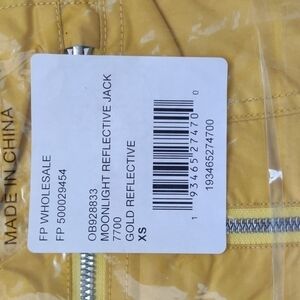 MADE IN CHINA
FP WHOLESALE
FP 500029454
OB928833
MOONLIGHT REFLECTIVE JACK
7700
GOLD REFLECTIVE
XS
1 93465 27470 0
193465274700